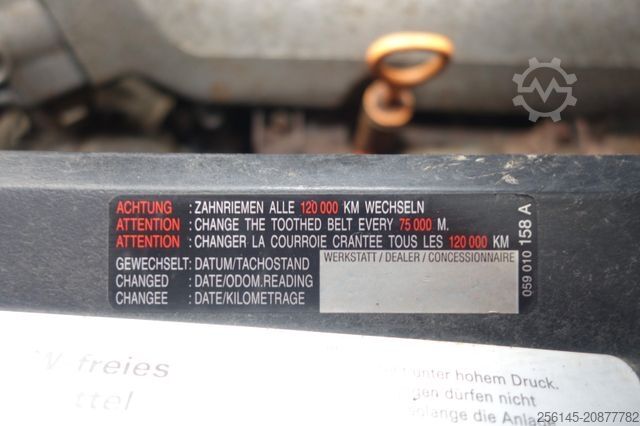 ACHTUNG : ZAHNRIEMEN ALLE 120 000 KM WECHSELN
ATTENTION : CHANGE THE TOOTHED BELT EVERY 75 000 M.
ATTENTION : CHANGER LA COURROIE CRANTEE TOUS LES 120 000 KM
GEWECHSELT: DATUM/TACHOSTAND
CHANGED : DATE/ODOM.READING
CHANGEE : DATE/KILOMETRAGE
WERKSTATT / DEALER / CONCESSIONNAIRE
059 010 158 A
W freies
ttel
unter hohem Druck.
gen dürfen nicht
olange die Anlage
256145-20877782